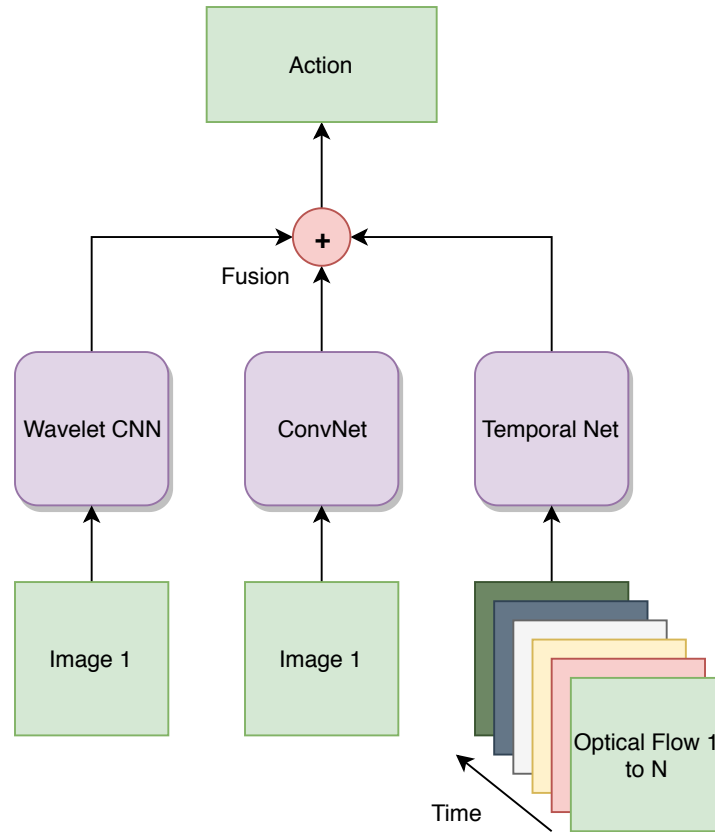 Action
+
Fusion
Wavelet CNN
ConvNet
Temporal Net
Image 1
Image 1
Optical Flow 1
to N
Time